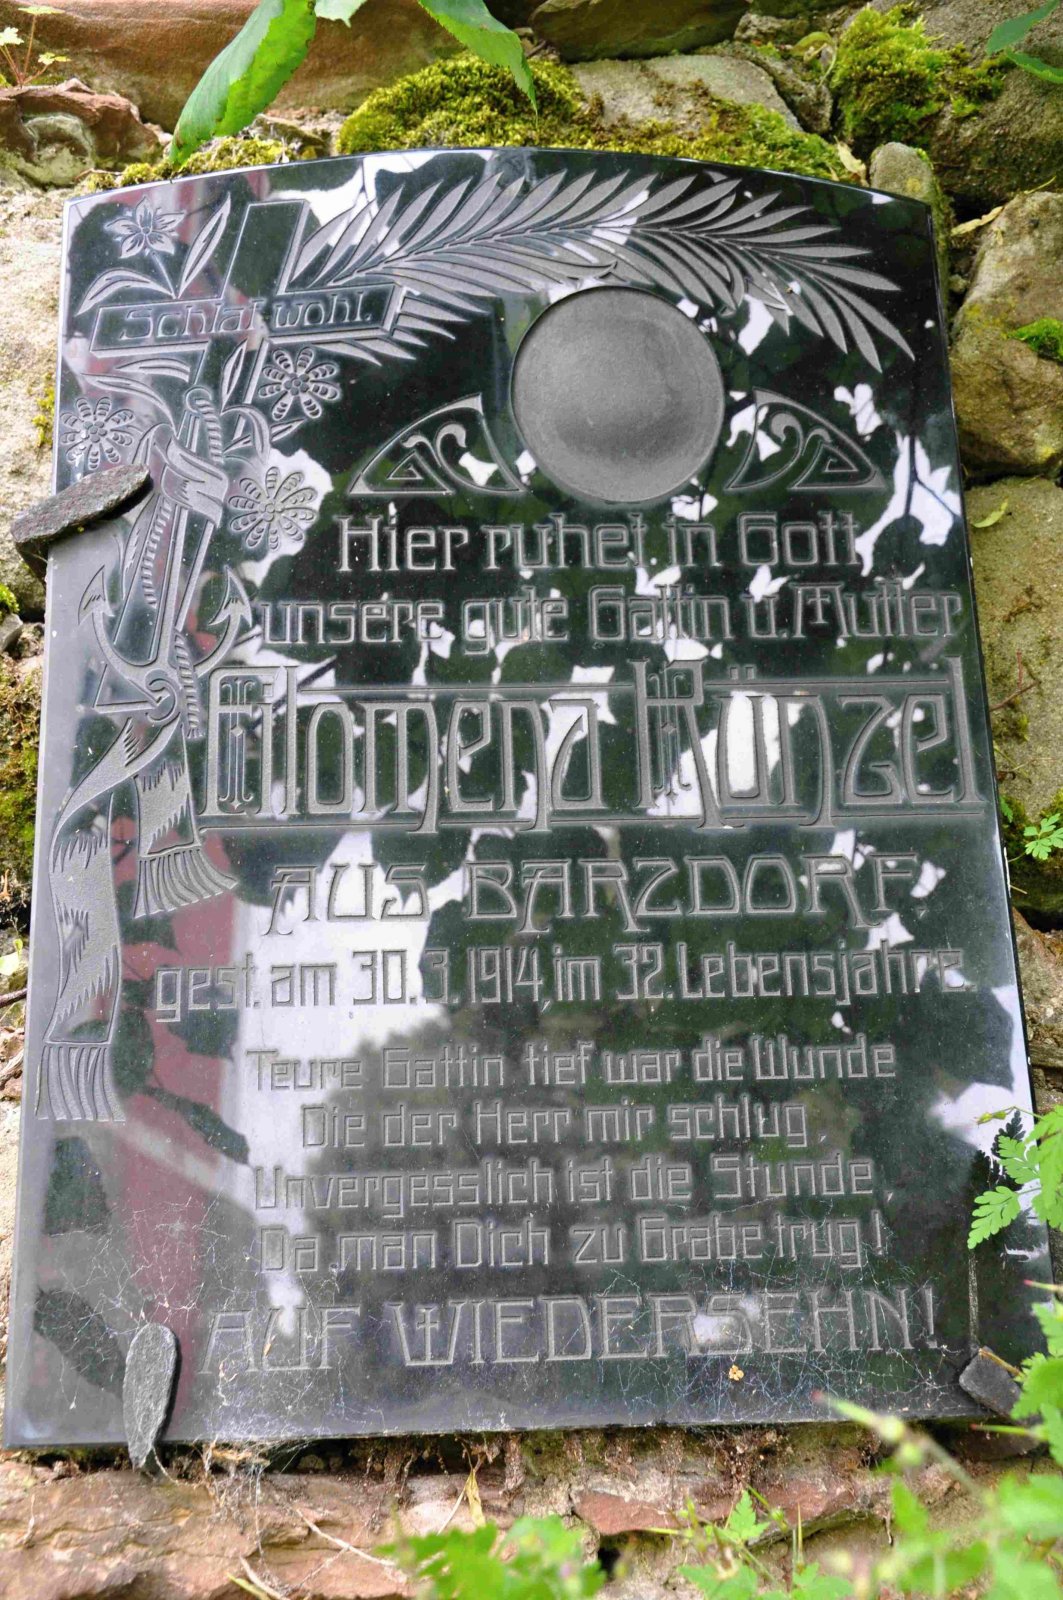 Schlaf wohl.
Hier ruhet in Gott
unsere gute Gattin u. Mutter
Filomena Künzel
AUS BARZDORF,
gest. am 30. 3. 1914, im 32. Lebensjahre.
Teure Gattin tief war die Wunde
Die der Herr mir schlug,
Unvergesslich ist die Stunde,
Da man Dich zu Grabe trug!
AUF WIEDERSEHN!